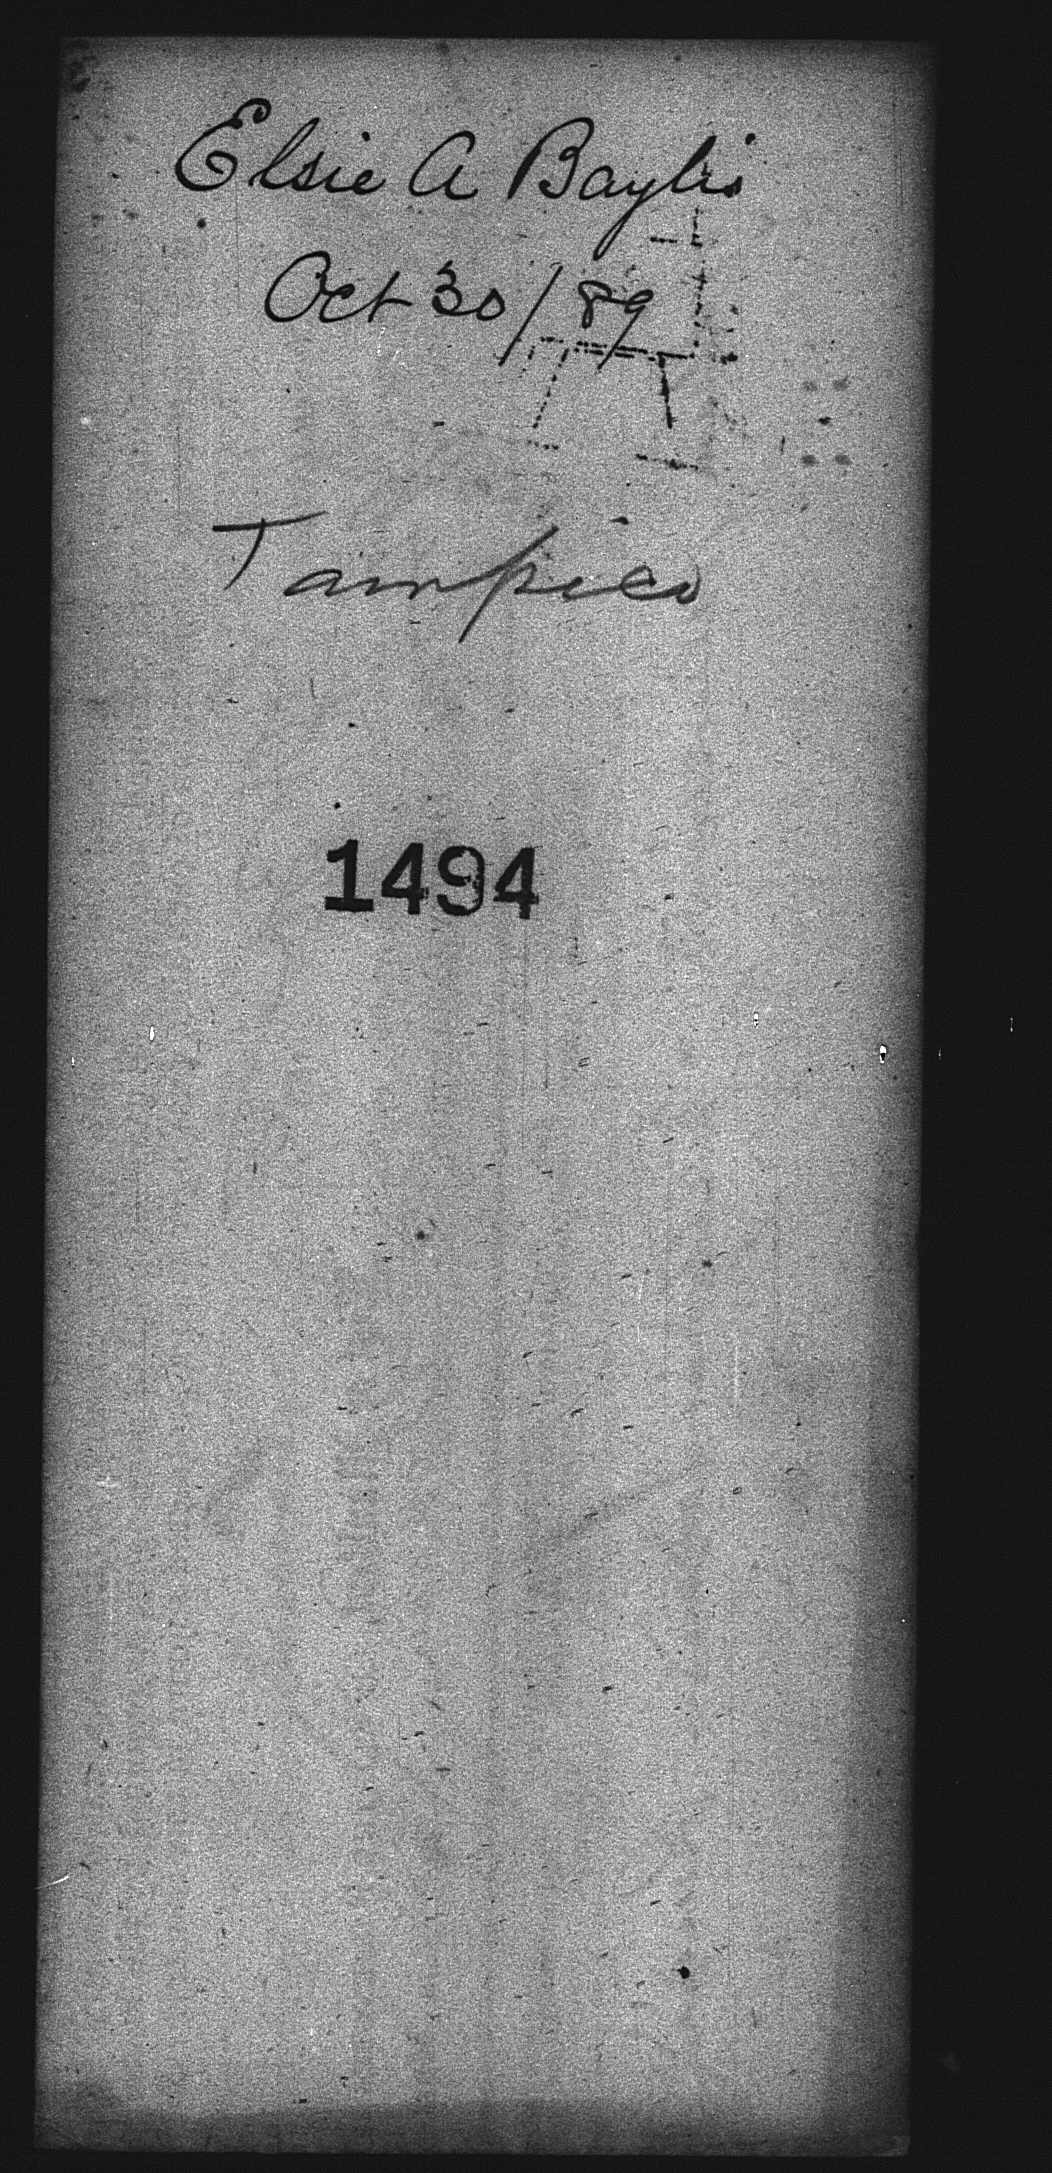 Elsie A Baylis
Oct 30/89
Tampico
1494